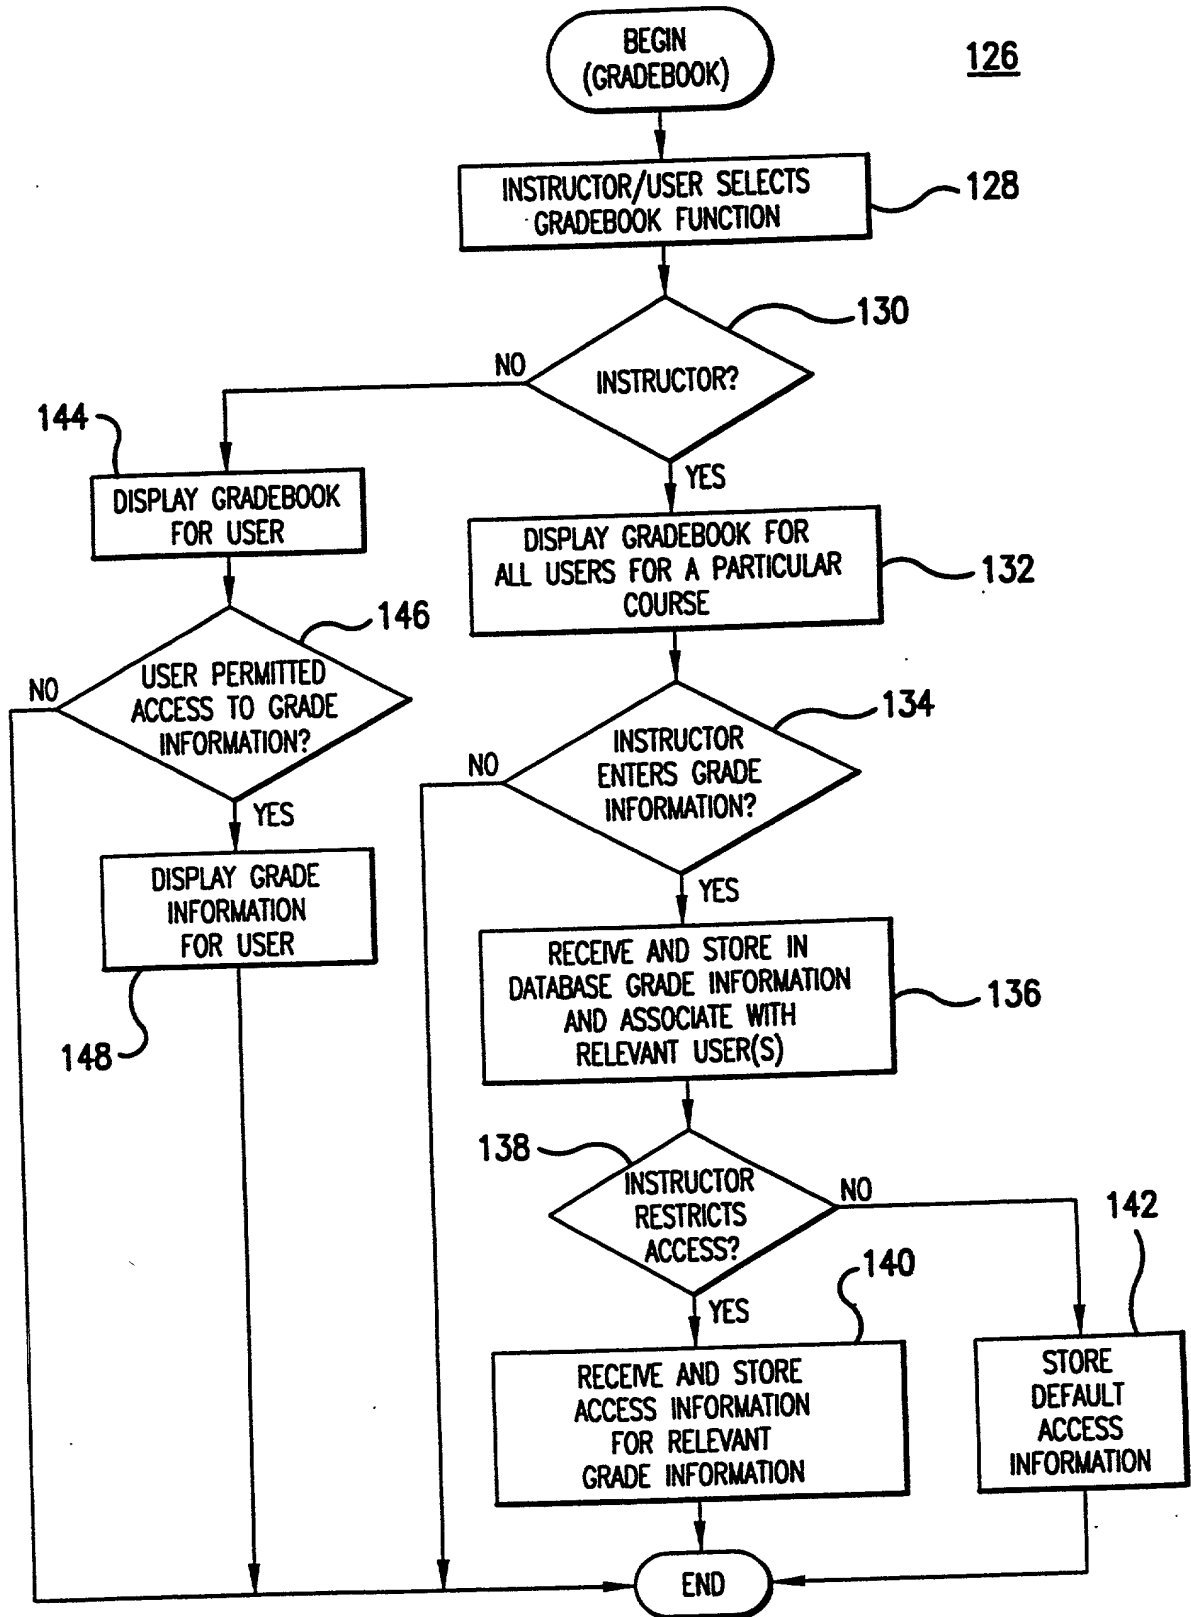 BEGIN
(GRADEBOOK)
126
INSTRUCTOR/USER SELECTS
GRADEBOOK FUNCTION
128
130
INSTRUCTOR?
NO
YES
144
DISPLAY GRADEBOOK
FOR USER
DISPLAY GRADEBOOK FOR
ALL USERS FOR A PARTICULAR
COURSE
132
146
USER PERMITTED
ACCESS TO GRADE
INFORMATION?
NO
YES
134
INSTRUCTOR
ENTERS GRADE
INFORMATION?
NO
YES
DISPLAY GRADE
INFORMATION
FOR USER
148
RECEIVE AND STORE IN
DATABASE GRADE INFORMATION
AND ASSOCIATE WITH
RELEVANT USER(S)
136
138
INSTRUCTOR
RESTRICTS
ACCESS?
NO
YES
140
142
RECEIVE AND STORE
ACCESS INFORMATION
FOR RELEVANT
GRADE INFORMATION
STORE
DEFAULT
ACCESS
INFORMATION
END